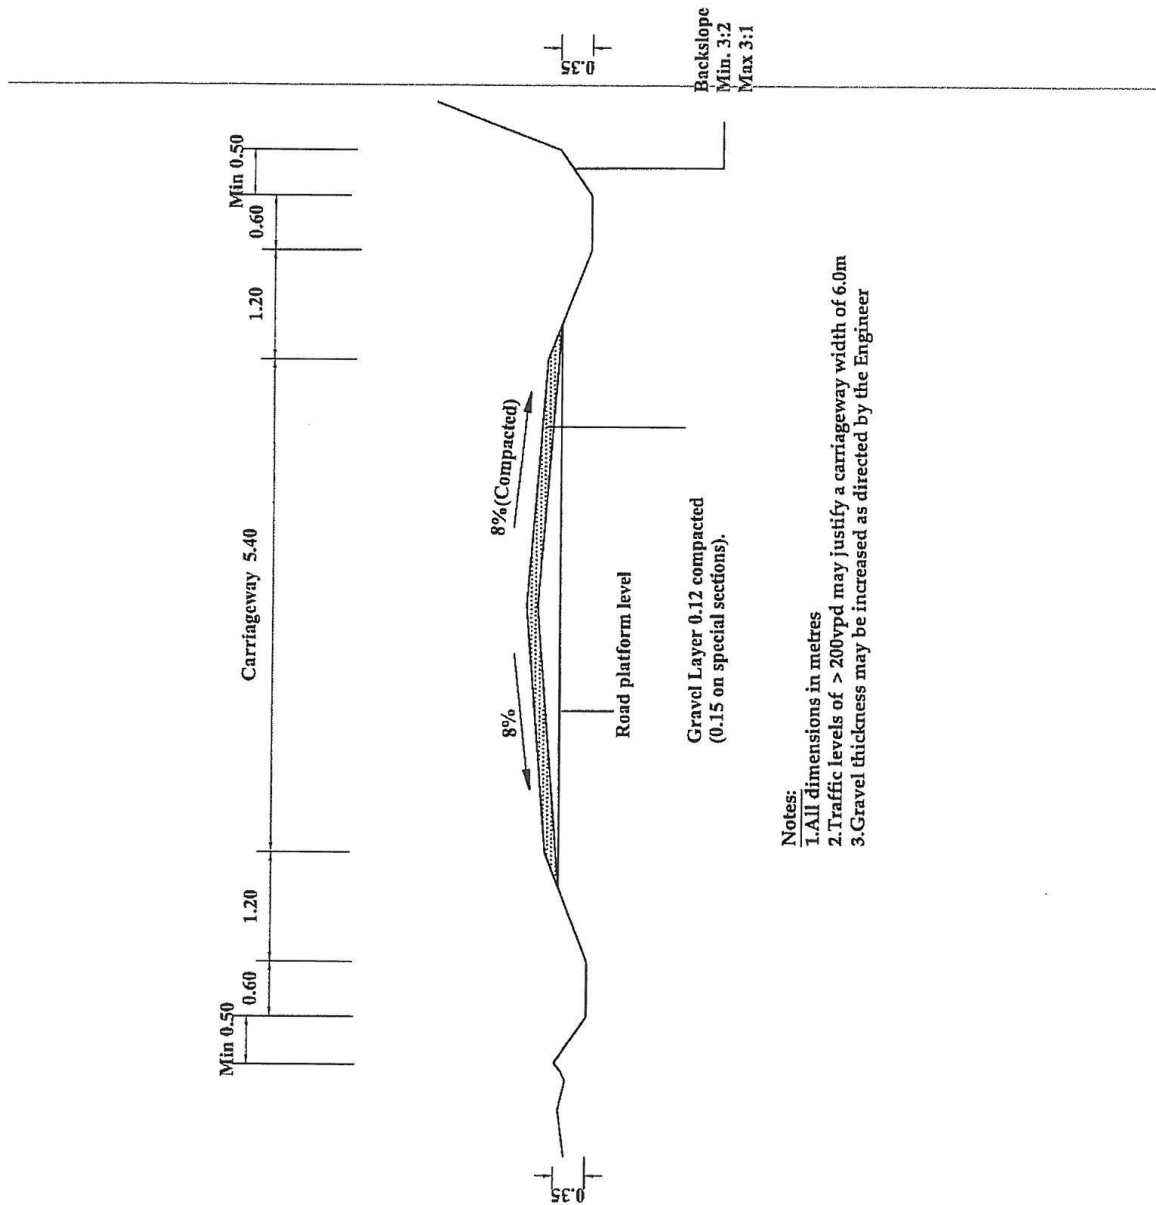 Min 0.50
0.60
1.20
Carriageway 5.40
1.20
0.60
Min 0.50
8%
8%(Compacted)
0.35
0.35
Road platform level
Gravel Layer 0.12 compacted
(0.15 on special sections).
Backslope
Min. 3:2
Max 3:1
Notes:
1.All dimensions in metres
2.Traffic levels of > 200vpd may justify a carriageway width of 6.0m
3.Gravel thickness may be increased as directed by the Engineer